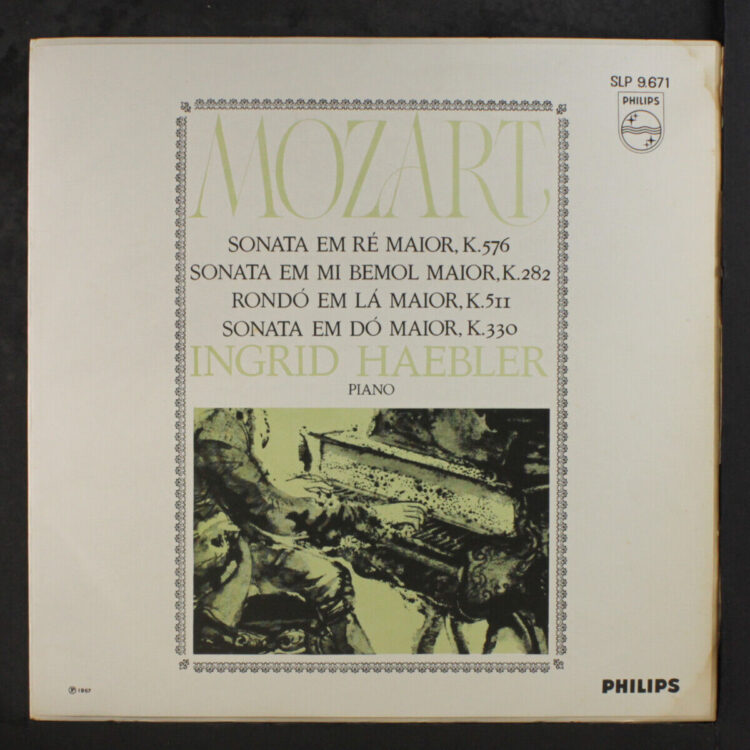 SLP 9.671
PHILIPS
MOZART
SONATA EM RÉ MAIOR, K.576
SONATA EM MI BEMOL MAIOR, K.282
RONDÓ EM LÁ MAIOR, K.511
SONATA EM DÓ MAIOR, K.330
INGRID HAEBLER
PIANO
℗ 1967
PHILIPS